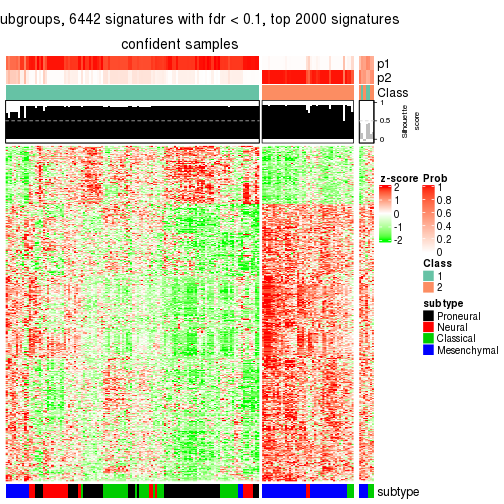 ubgroups, 6442 signatures with fdr < 0.1, top 2000 signatures
confident samples
p1
p2
Class
1
0.5
0
Silhouette
score
z-score
2
1
0
-1
-2
Prob
1
0.8
0.6
0.4
0.2
0
Class
1
2
subtype
Proneural
Neural
Classical
Mesenchymal
subtype